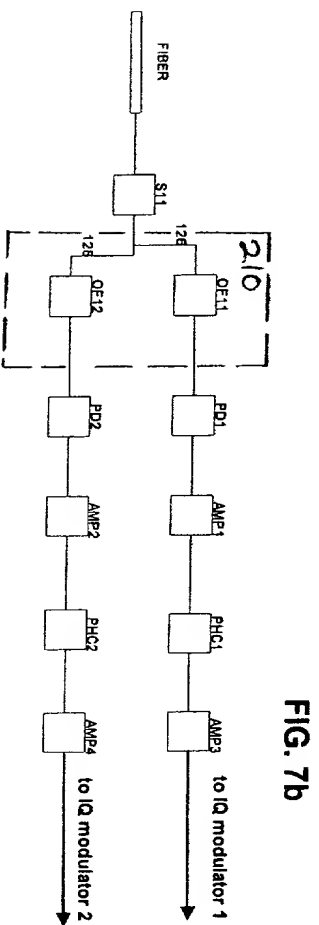 FIG. 7b
FIBER
S11
126
128
210
OF11
OF12
PD1
PD2
AMP1
AMP2
PHC1
PHC2
AMP3
AMP4
to IQ modulator 1
to IQ modulator 2